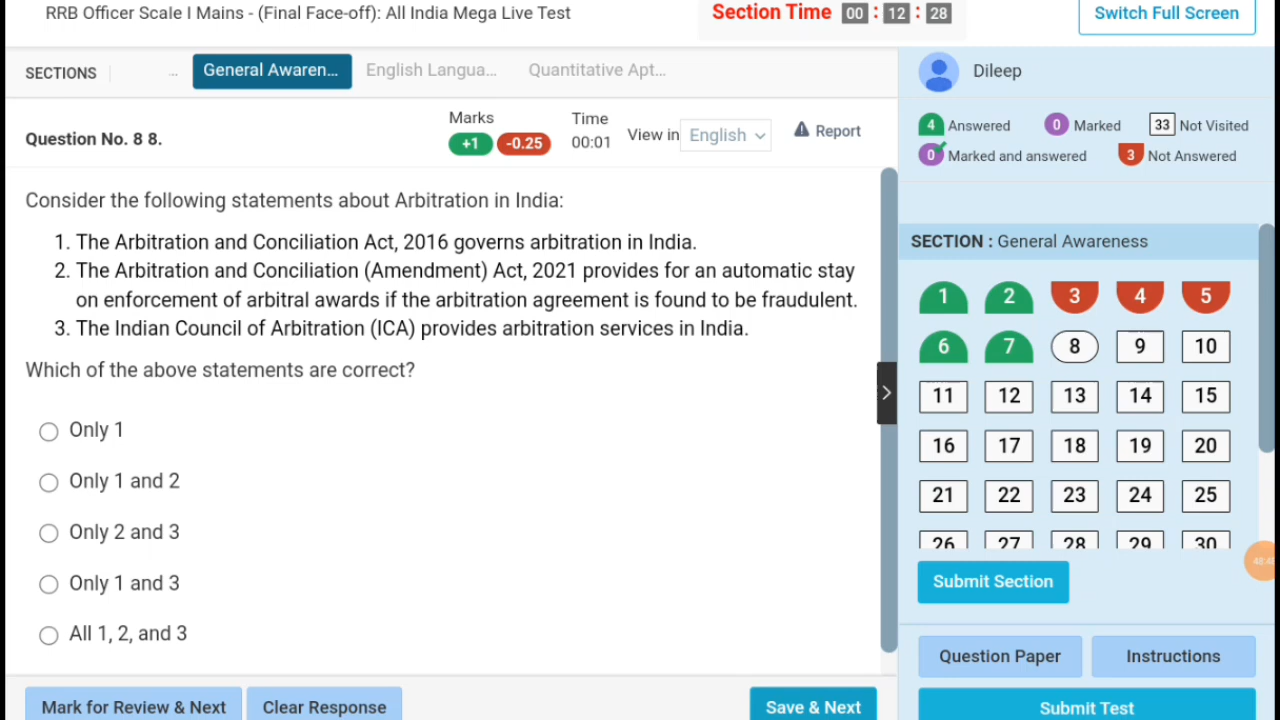 RRB Officer Scale I Mains - (Final Face-off): All India Mega Live Test
Section Time 00 : 12 : 28
Switch Full Screen
SECTIONS
...
General Awaren...
English Langua...
Quantitative Apt...
Dileep
Question No. 8 8.
Marks
+1 -0.25
Time
00:01
View in
English
Report
4 Answered
0 Marked
33 Not Visited
0 Marked and answered
3 Not Answered
Consider the following statements about Arbitration in India:
1. The Arbitration and Conciliation Act, 2016 governs arbitration in India.
2. The Arbitration and Conciliation (Amendment) Act, 2021 provides for an automatic stay
on enforcement of arbitral awards if the arbitration agreement is found to be fraudulent.
3. The Indian Council of Arbitration (ICA) provides arbitration services in India.
Which of the above statements are correct?
Only 1
Only 1 and 2
Only 2 and 3
Only 1 and 3
All 1, 2, and 3
SECTION : General Awareness
1 2 3 4 5
6 7 8 9 10
11 12 13 14 15
16 17 18 19 20
21 22 23 24 25
26 27 28 29 30
48:48
Submit Section
Question Paper
Instructions
Mark for Review & Next
Clear Response
Save & Next
Submit Test